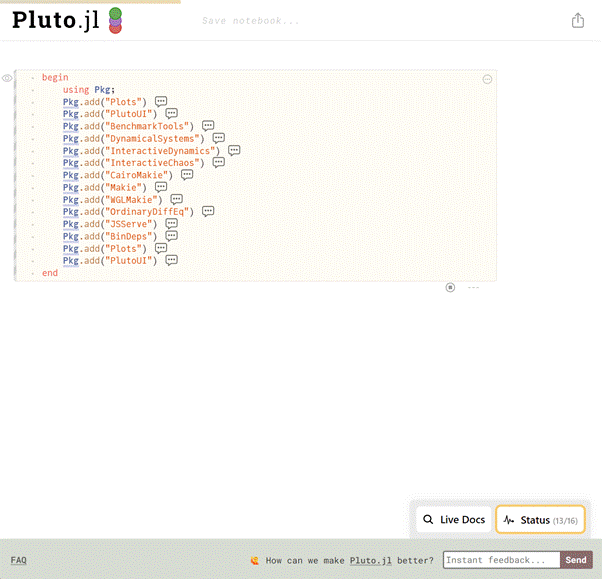 Pluto.jl
Save notebook...
begin
using Pkg;
Pkg.add("Plots")
Pkg.add("PlutoUI")
Pkg.add("BenchmarkTools")
Pkg.add("DynamicalSystems")
Pkg.add("InteractiveDynamics")
Pkg.add("InteractiveChaos")
Pkg.add("CairoMakie")
Pkg.add("Makie")
Pkg.add("WGLMakie")
Pkg.add("OrdinaryDiffEq")
Pkg.add("JSServe")
Pkg.add("BinDeps")
Pkg.add("Plots")
Pkg.add("PlutoUI")
end
Live Docs Status (13/16)
FAQ How can we make Pluto.jl better? Instant feedback... Send